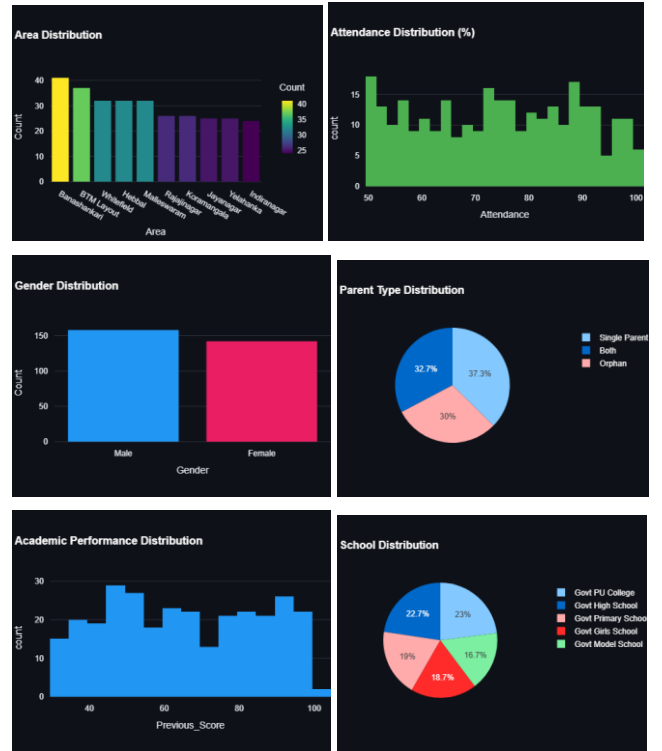 Area Distribution
Count
40
30
20
10
0
Banashankari
BTM Layout
Whitefield
Hebbal
Malleswaram
Rajajinagar
Koramangala
Jayanagar
Yelahanka
Indiranagar
Area
Count
40
35
30
25
Attendance Distribution (%)
count
15
10
5
0
50
60
70
80
90
100
Attendance
Gender Distribution
Count
150
100
50
0
Male
Female
Gender
Parent Type Distribution
32.7%
37.3%
30%
Single Parent
Both
Orphan
Academic Performance Distribution
count
30
20
10
0
40
60
80
100
Previous_Score
School Distribution
22.7%
23%
19%
16.7%
18.7%
Govt PU College
Govt High School
Govt Primary School
Govt Girls School
Govt Model School